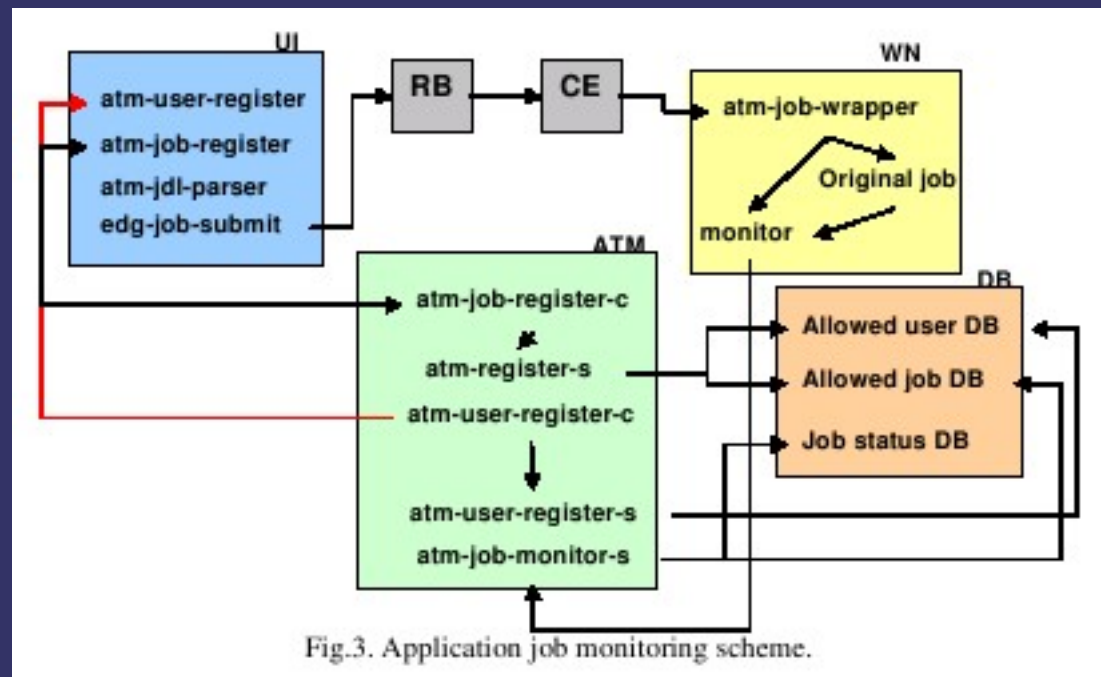 UI
atm-user-register
atm-job-register
atm-jdl-parser
edg-job-submit
RB
CE
WN
atm-job-wrapper
Original job
monitor
ATM
atm-job-register-c
atm-register-s
atm-user-register-c
atm-user-register-s
atm-job-monitor-s
DB
Allowed user DB
Allowed job DB
Job status DB
Fig.3. Application job monitoring scheme.